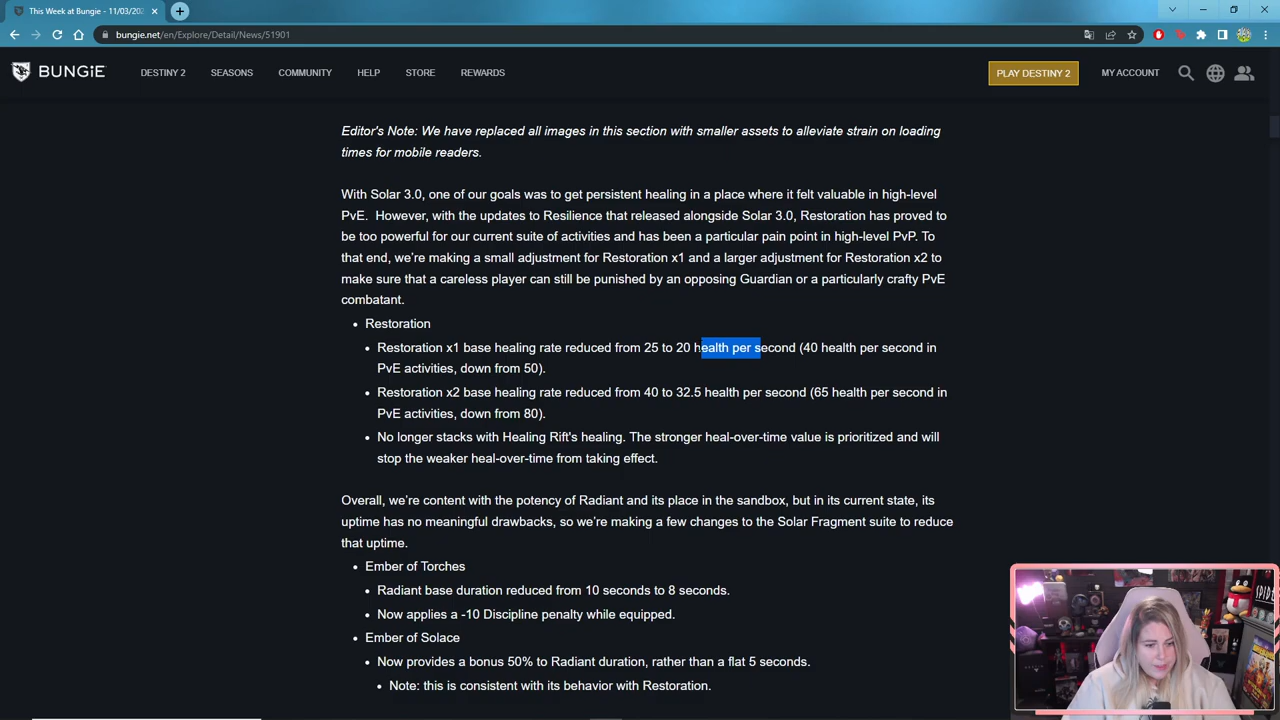 This Week at Bungie - 11/03/202
bungie.net/en/Explore/Detail/News/51901
BUNGiE
DESTINY 2
SEASONS
COMMUNITY
HELP
STORE
REWARDS
PLAY DESTINY 2
MY ACCOUNT
Editor's Note: We have replaced all images in this section with smaller assets to alleviate strain on loading
times for mobile readers.
With Solar 3.0, one of our goals was to get persistent healing in a place where it felt valuable in high-level
PvE.  However, with the updates to Resilience that released alongside Solar 3.0, Restoration has proved to
be too powerful for our current suite of activities and has been a particular pain point in high-level PvP. To
that end, we're making a small adjustment for Restoration x1 and a larger adjustment for Restoration x2 to
make sure that a careless player can still be punished by an opposing Guardian or a particularly crafty PvE
combatant.
• Restoration
• Restoration x1 base healing rate reduced from 25 to 20 health per second (40 health per second in
PvE activities, down from 50).
• Restoration x2 base healing rate reduced from 40 to 32.5 health per second (65 health per second in
PvE activities, down from 80).
• No longer stacks with Healing Rift's healing. The stronger heal-over-time value is prioritized and will
stop the weaker heal-over-time from taking effect.
Overall, we're content with the potency of Radiant and its place in the sandbox, but in its current state, its
uptime has no meaningful drawbacks, so we're making a few changes to the Solar Fragment suite to reduce
that uptime.
• Ember of Torches
• Radiant base duration reduced from 10 seconds to 8 seconds.
• Now applies a -10 Discipline penalty while equipped.
• Ember of Solace
• Now provides a bonus 50% to Radiant duration, rather than a flat 5 seconds.
• Note: this is consistent with its behavior with Restoration.